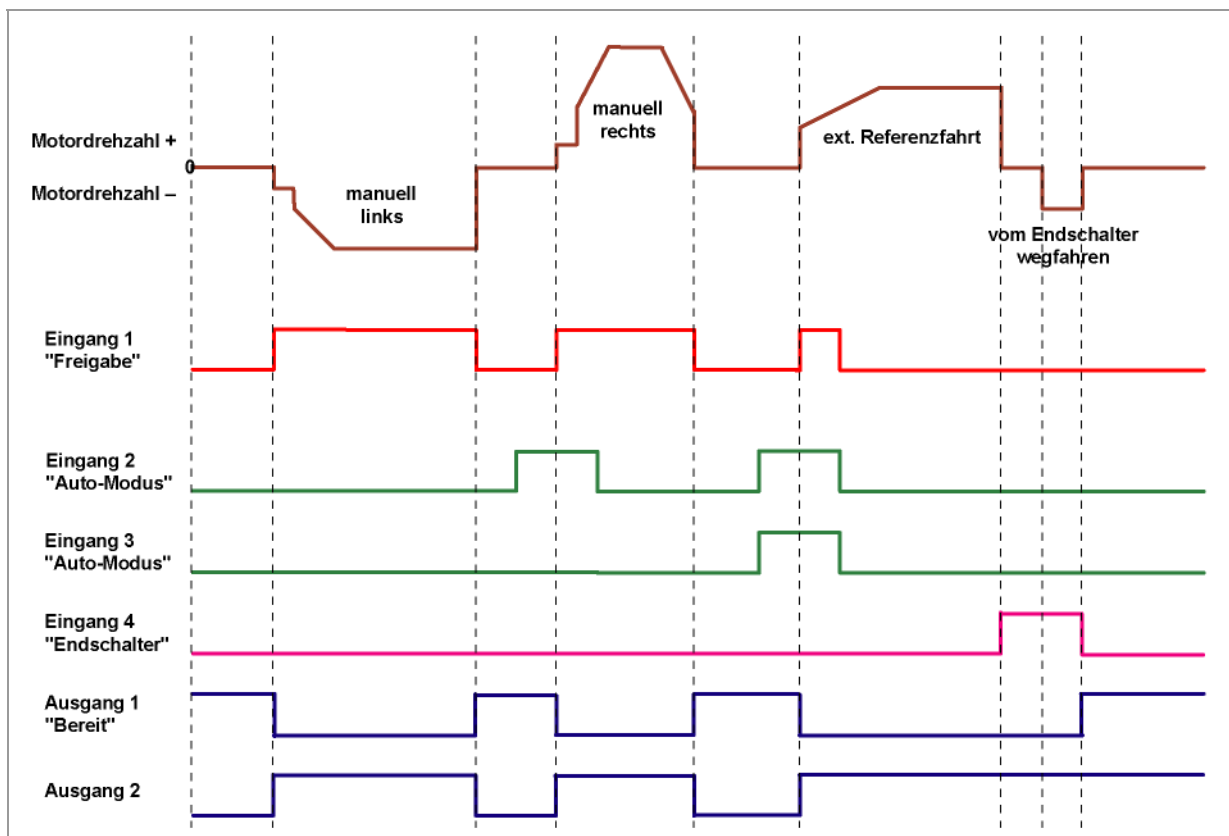 Motordrehzahl +
0
Motordrehzahl –
manuell
links
manuell
rechts
ext. Referenzfahrt
vom Endschalter
wegfahren
Eingang 1
"Freigabe"
Eingang 2
"Auto-Modus"
Eingang 3
"Auto-Modus"
Eingang 4
"Endschalter"
Ausgang 1
"Bereit"
Ausgang 2